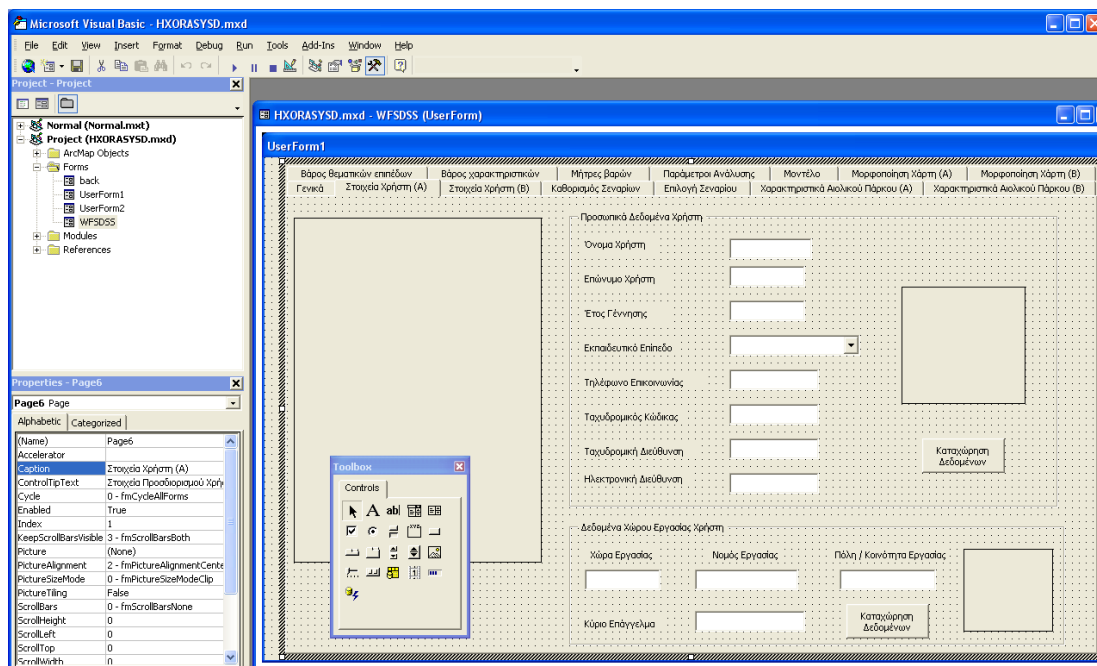 Microsoft Visual Basic - HXORASYSD.mxd
File Edit View Insert Format Debug Run Tools Add-Ins Window Help
Project - Project
Normal (Normal.mxt)
Project (HXORASYSD.mxd)
ArcMap Objects
Forms
back
UserForm1
UserForm2
WFSDSS
Modules
References
Properties - Page6
Page6 Page
Alphabetic Categorized
(Name) Page6
Accelerator
Caption Στοιχεία Χρήστη (Α)
ControlTipText Στοιχεία Προσδιορισμού Χρήσ
Cycle 0 - fmCycleAllForms
Enabled True
Index 1
KeepScrollBarsVisible 3 - fmScrollBarsBoth
Picture (None)
PictureAlignment 2 - fmPictureAlignmentCente
PictureSizeMode 0 - fmPictureSizeModeClip
PictureTiling False
ScrollBars 0 - fmScrollBarsNone
ScrollHeight 0
ScrollLeft 0
ScrollTop 0
ScrollWidth 0
HXORASYSD.mxd - WFSDSS (UserForm)
UserForm1
Βάρος θεματικών επιπέδων Βάρος χαρακτηριστικών Μήτρες βαρών Παράμετροι Ανάλυσης Μοντέλο Μορφοποίηση Χάρτη (Α) Μορφοποίηση Χάρτη (Β)
Γενικά Στοιχεία Χρήστη (Α) Στοιχεία Χρήστη (Β) Καθορισμός Σεναρίων Επιλογή Σεναρίου Χαρακτηριστικά Αιολικού Πάρκου (Α) Χαρακτηριστικά Αιολικού Πάρκου (Β)
Προσωπικά Δεδομένα Χρήστη
Όνομα Χρήστη
Επώνυμο Χρήστη
Έτος Γέννησης
Εκπαιδευτικό Επίπεδο
Τηλέφωνο Επικοινωνίας
Ταχυδρομικός Κώδικας
Ταχυδρομική Διεύθυνση
Ηλεκτρονική Διεύθυνση
Καταχώρηση
Δεδομένων
Toolbox
Controls
A abl
Δεδομένα Χώρου Εργασίας Χρήστη
Χώρα Εργασίας Νομός Εργασίας Πόλη / Κοινότητα Εργασίας
Κύριο Επάγγελμα
Καταχώρηση
Δεδομένων